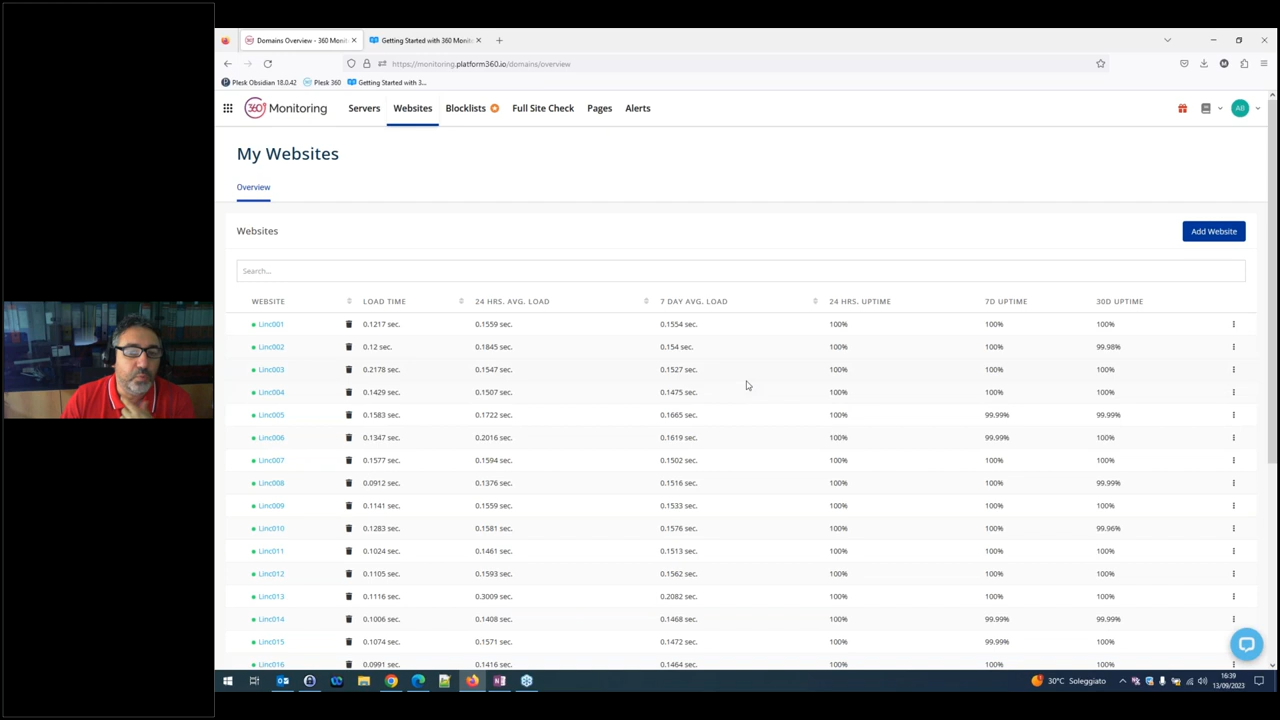 Domains Overview - 360 Monit
Getting Started with 360 Monito
https://monitoring.platform360.io/domains/overview
Plesk Obsidian 18.0.42 Plesk 360 Getting Started with 3...
360 Monitoring Servers Websites Blocklists Full Site Check Pages Alerts AB
My Websites
Overview
Websites
Add Website
Search...
WEBSITE LOAD TIME 24 HRS. AVG. LOAD 7 DAY AVG. LOAD 24 HRS. UPTIME 7D UPTIME 30D UPTIME
Linc001 0.1217 sec. 0.1559 sec. 0.1554 sec. 100% 100% 100%
Linc002 0.12 sec. 0.1845 sec. 0.154 sec. 100% 100% 99.98%
Linc003 0.2178 sec. 0.1547 sec. 0.1527 sec. 100% 100% 100%
Linc004 0.1429 sec. 0.1507 sec. 0.1475 sec. 100% 100% 100%
Linc005 0.1583 sec. 0.1722 sec. 0.1665 sec. 100% 99.99% 99.99%
Linc006 0.1347 sec. 0.2016 sec. 0.1619 sec. 100% 99.99% 100%
Linc007 0.1577 sec. 0.1594 sec. 0.1502 sec. 100% 100% 100%
Linc008 0.0912 sec. 0.1376 sec. 0.1516 sec. 100% 100% 99.99%
Linc009 0.1141 sec. 0.1559 sec. 0.1533 sec. 100% 100% 100%
Linc010 0.1283 sec. 0.1581 sec. 0.1576 sec. 100% 100% 99.96%
Linc011 0.1024 sec. 0.1461 sec. 0.1513 sec. 100% 100% 100%
Linc012 0.1105 sec. 0.1593 sec. 0.1562 sec. 100% 100% 100%
Linc013 0.1116 sec. 0.3009 sec. 0.2082 sec. 100% 100% 100%
Linc014 0.1006 sec. 0.1408 sec. 0.1468 sec. 100% 99.99% 99.99%
Linc015 0.1074 sec. 0.1571 sec. 0.1472 sec. 100% 99.99% 100%
Linc016 0.0991 sec. 0.1416 sec. 0.1464 sec. 100% 100% 100%
30°C Soleggiato
16:39
13/09/2023